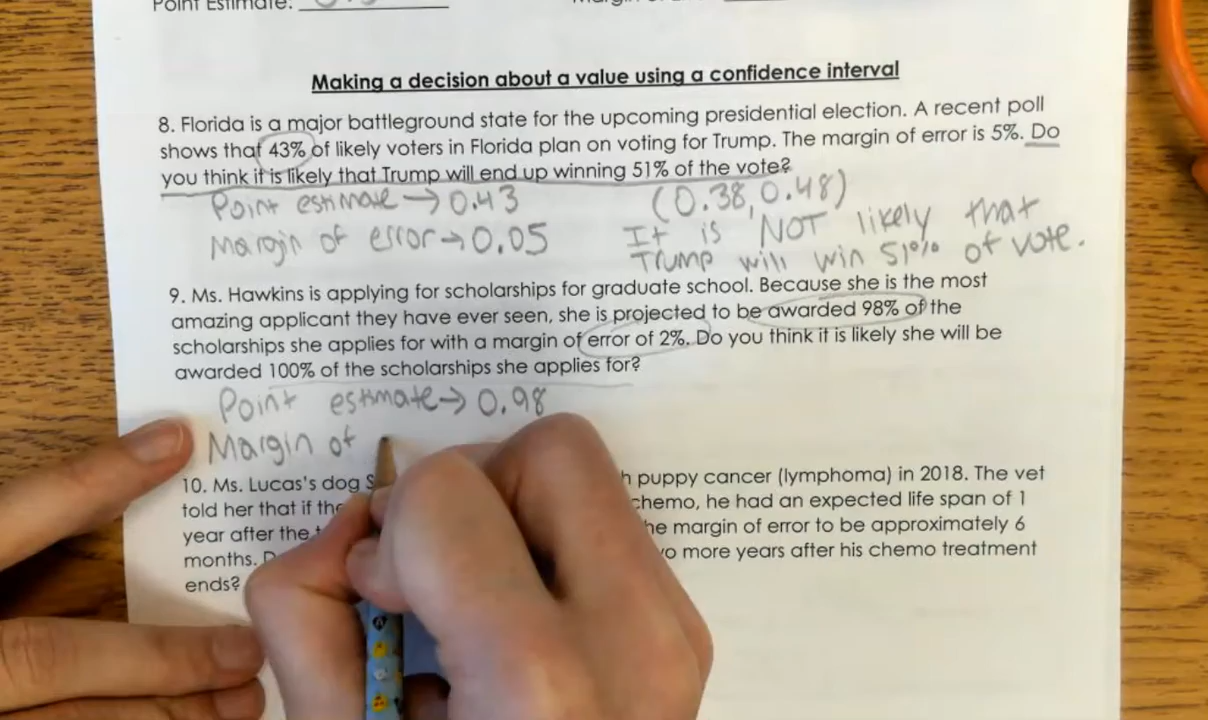 Point Estimate:
Making a decision about a value using a confidence interval
8. Florida is a major battleground state for the upcoming presidential election. A recent poll
shows that 43% of likely voters in Florida plan on voting for Trump. The margin of error is 5%. Do
you think it is likely that Trump will end up winning 51% of the vote?
Point estimate → 0.43 (0.38, 0.48)
Margin of error → 0.05 It is NOT likely that
Trump will win 51% of vote.
9. Ms. Hawkins is applying for scholarships for graduate school. Because she is the most
amazing applicant they have ever seen, she is projected to be awarded 98% of the
scholarships she applies for with a margin of error of 2%. Do you think it is likely she will be
awarded 100% of the scholarships she applies for?
Point estimate → 0.98
Margin of
10. Ms. Lucas's dog S puppy cancer (lymphoma) in 2018. The vet
told her that if the chemo, he had an expected life span of 1
year after the margin of error to be approximately 6
months. more years after his chemo treatment
ends?